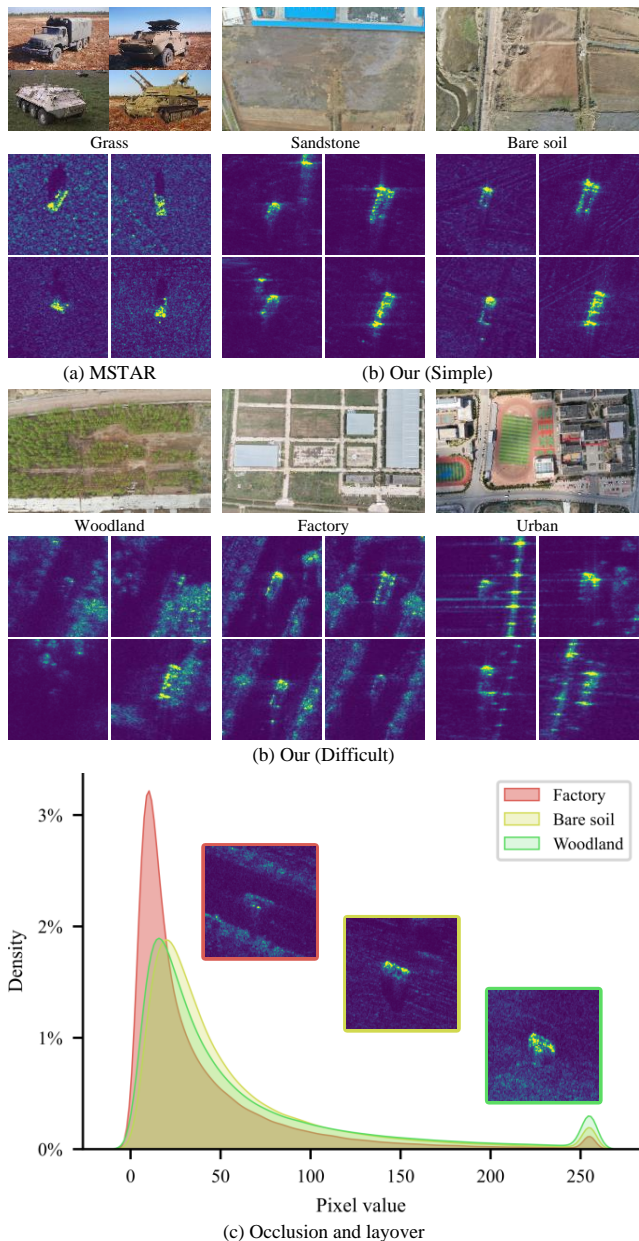 Grass Sandstone Bare soil
(a) MSTAR (b) Our (Simple)
Woodland Factory Urban
(b) Our (Difficult)
3%
2%
1%
0%
Density
Factory
Bare soil
Woodland
0 50 100 150 200 250
Pixel value
(c) Occlusion and layover